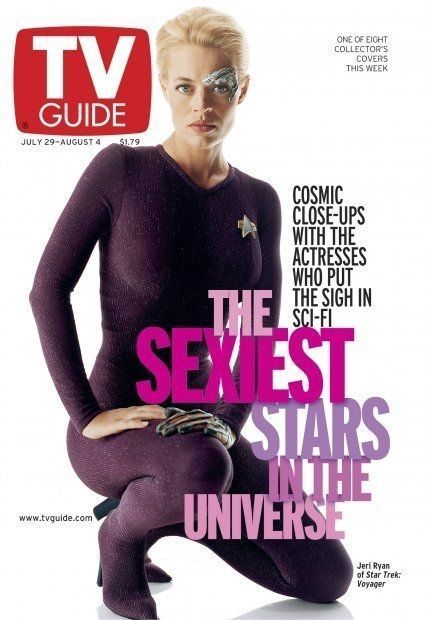 TV
GUIDE
®
JULY 29–AUGUST 4 $1.79
ONE OF EIGHT
COLLECTOR'S
COVERS
THIS WEEK
COSMIC
CLOSE-UPS
WITH THE
ACTRESSES
WHO PUT
THE SIGH IN
SCI-FI
THE
SEXIEST
STARS
IN THE
UNIVERSE
www.tvguide.com
Jeri Ryan
of Star Trek:
Voyager